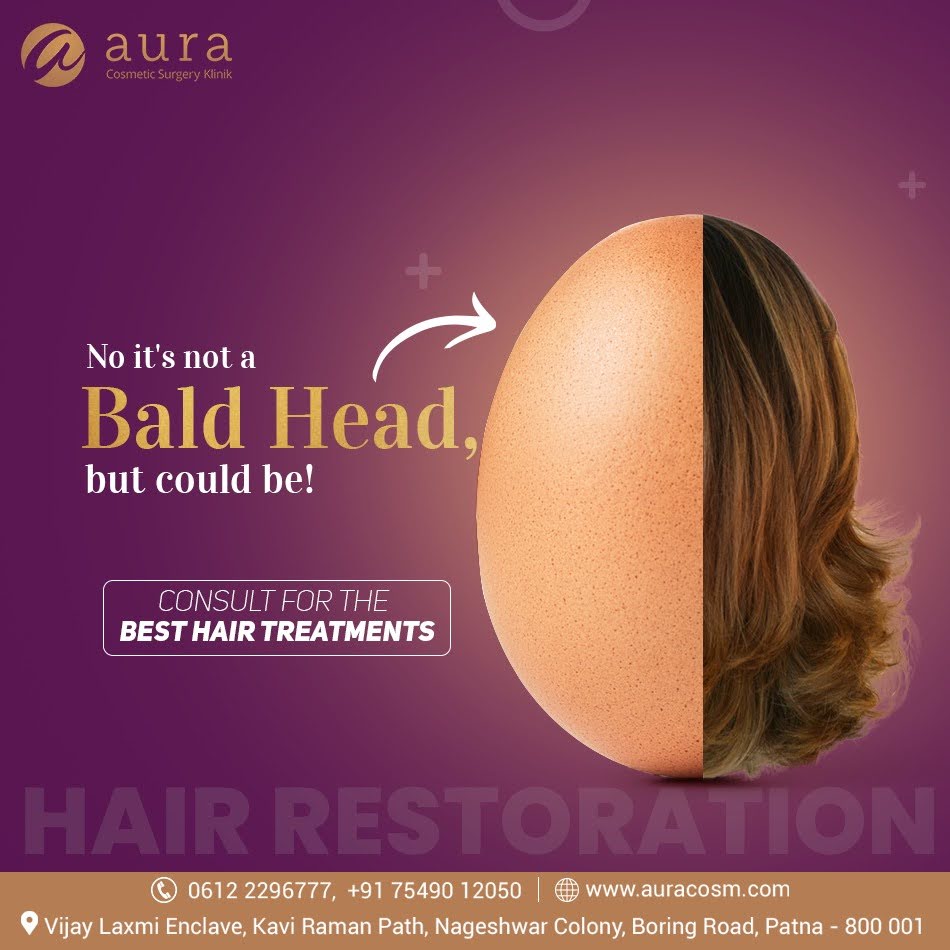 aura
Cosmetic Surgery Klinik
No it's not a
Bald Head,
but could be!
CONSULT FOR THE
BEST HAIR TREATMENTS
HAIR RESTORATION
0612 2296777, +91 75490 12050 | www.auracosm.com
Vijay Laxmi Enclave, Kavi Raman Path, Nageshwar Colony, Boring Road, Patna - 800 001